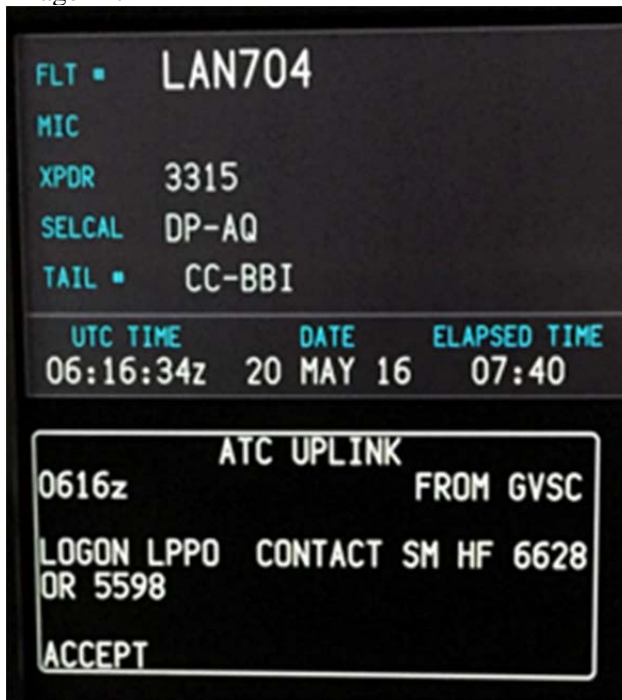 FLT ▪ LAN704
MIC
XPDR 3315
SELCAL DP-AQ
TAIL ▪ CC-BBI
UTC TIME DATE ELAPSED TIME
06:16:34z 20 MAY 16 07:40
ATC UPLINK
0616z FROM GVSC
LOGON LPPO CONTACT SM HF 6628
OR 5598
ACCEPT